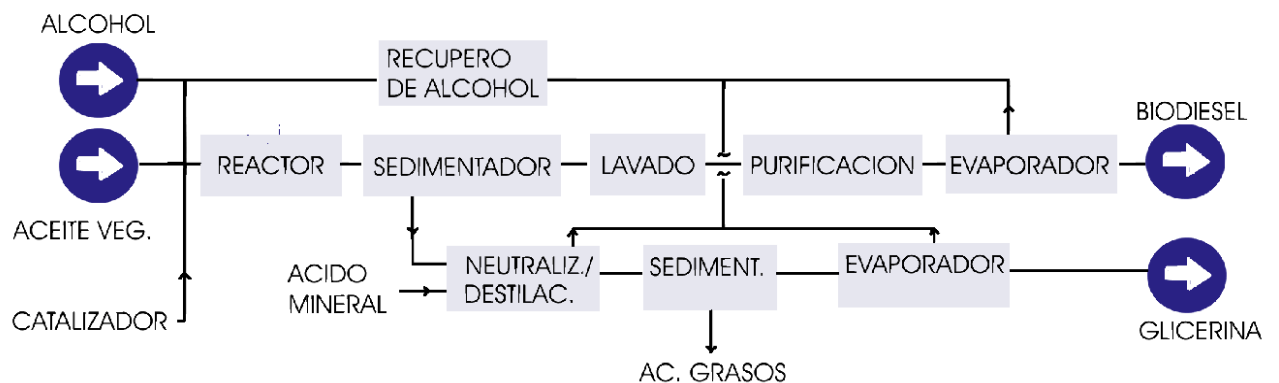 ALCOHOL
RECUPERO
DE ALCOHOL
BIODIESEL
REACTOR
SEDIMENTADOR
LAVADO
PURIFICACION
EVAPORADOR
ACEITE VEG.
ACIDO
MINERAL
NEUTRALIZ./
DESTILAC.
SEDIMENT.
EVAPORADOR
CATALIZADOR
GLICERINA
AC. GRASOS